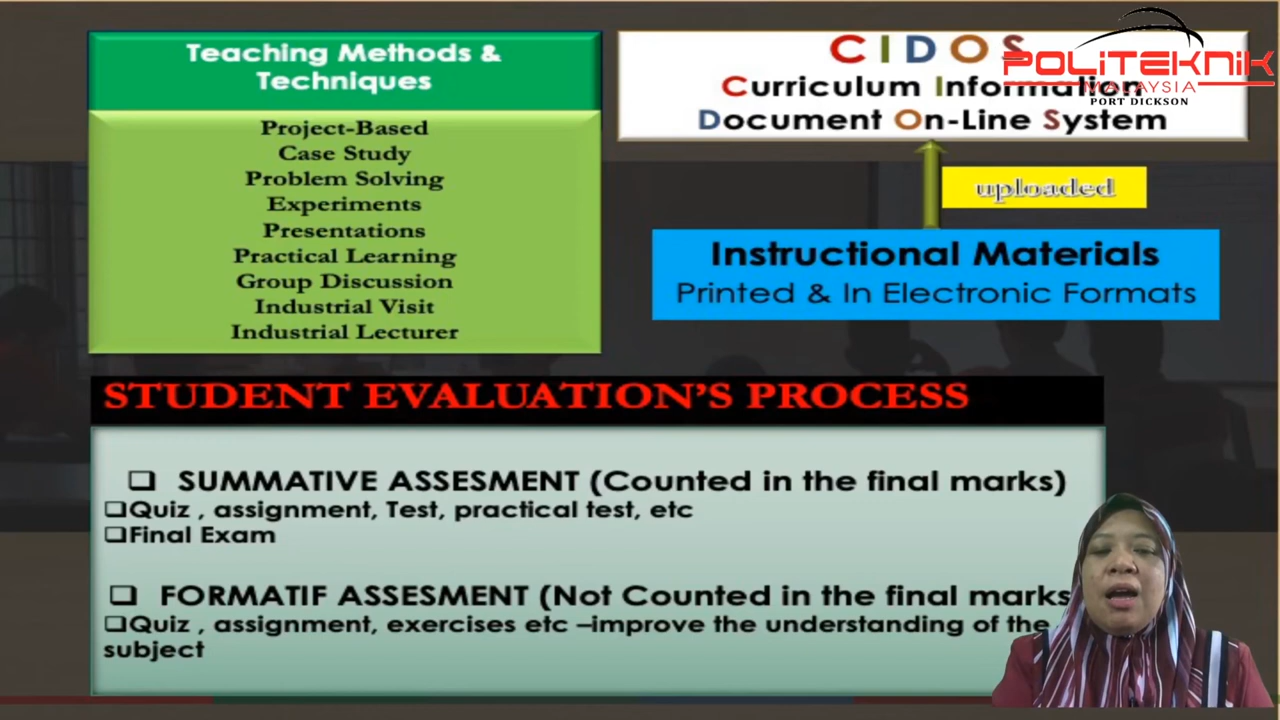 Teaching Methods &
Techniques
Project-Based
Case Study
Problem Solving
Experiments
Presentations
Practical Learning
Group Discussion
Industrial Visit
Industrial Lecturer
CIDOS
Curriculum Information
Document On-Line System
POLITEKNIK
MALAYSIA
PORT DICKSON
uploaded
Instructional Materials
Printed & In Electronic Formats
STUDENT EVALUATION'S PROCESS
❑ SUMMATIVE ASSESMENT (Counted in the final marks)
❑Quiz , assignment, Test, practical test, etc
❑Final Exam
❑ FORMATIF ASSESMENT (Not Counted in the final marks
❑Quiz , assignment, exercises etc –improve the understanding of the
subject